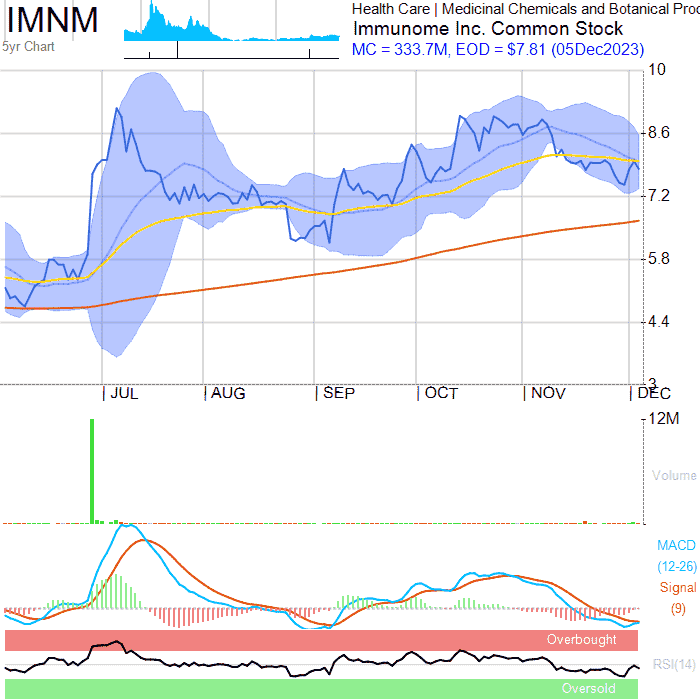 IMNM
5yr Chart
Health Care | Medicinal Chemicals and Botanical Pro
Immunome Inc. Common Stock
MC = 333.7M, EOD = $7.81 (05Dec2023)
10
8.6
7.2
5.8
4.4
3
JUL AUG SEP OCT NOV DEC
12M
Volume
MACD
(12-26)
Signal
(9)
Overbought
RSI(14)
Oversold